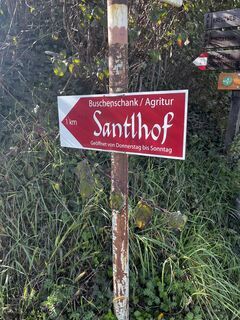 Buschenschank / Agritur
1 km
Santlhof
Geöffnet von Donnerstag bis Sonntag